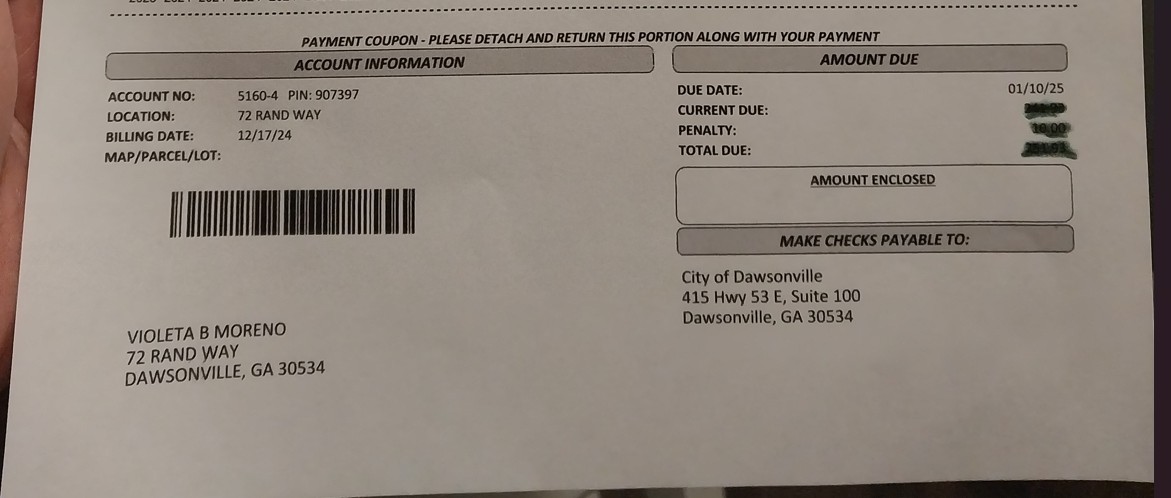 PAYMENT COUPON - PLEASE DETACH AND RETURN THIS PORTION ALONG WITH YOUR PAYMENT
ACCOUNT INFORMATION
ACCOUNT NO: 5160-4 PIN: 907397
LOCATION: 72 RAND WAY
BILLING DATE: 12/17/24
MAP/PARCEL/LOT:
VIOLETA B MORENO
72 RAND WAY
DAWSONVILLE, GA 30534
AMOUNT DUE
DUE DATE: 01/10/25
CURRENT DUE:
PENALTY: 10.00
TOTAL DUE:
AMOUNT ENCLOSED
MAKE CHECKS PAYABLE TO:
City of Dawsonville
415 Hwy 53 E, Suite 100
Dawsonville, GA 30534